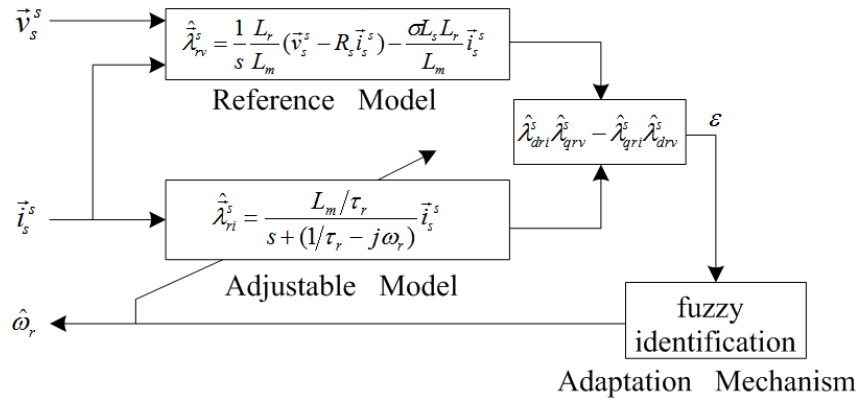 v⃗_s^s
λ̂⃗_rv^s = 1/s L_r/L_m (v⃗_s^s − R_s i⃗_s^s) − σL_sL_r/L_m i⃗_s^s
Reference Model
λ̂_dri^s λ̂_qrv^s − λ̂_qri^s λ̂_drv^s
ε
i⃗_s^s
λ̂⃗_ri^s = L_m/τ_r / s + (1/τ_r − jω_r) i⃗_s^s
Adjustable Model
ω̂_r
fuzzy
identification
Adaptation Mechanism